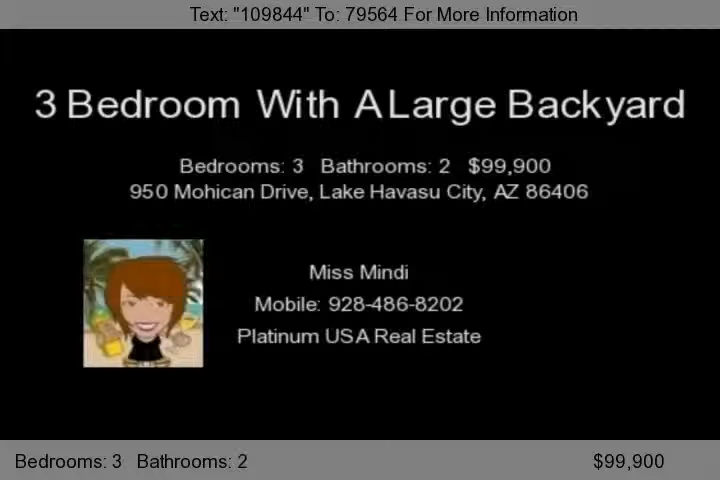 Text: "109844" To: 79564 For More Information
3 Bedroom With A Large Backyard
Bedrooms: 3 Bathrooms: 2 $99,900
950 Mohican Drive, Lake Havasu City, AZ 86406
Miss Mindi
Mobile: 928-486-8202
Platinum USA Real Estate
Bedrooms: 3 Bathrooms: 2 $99,900